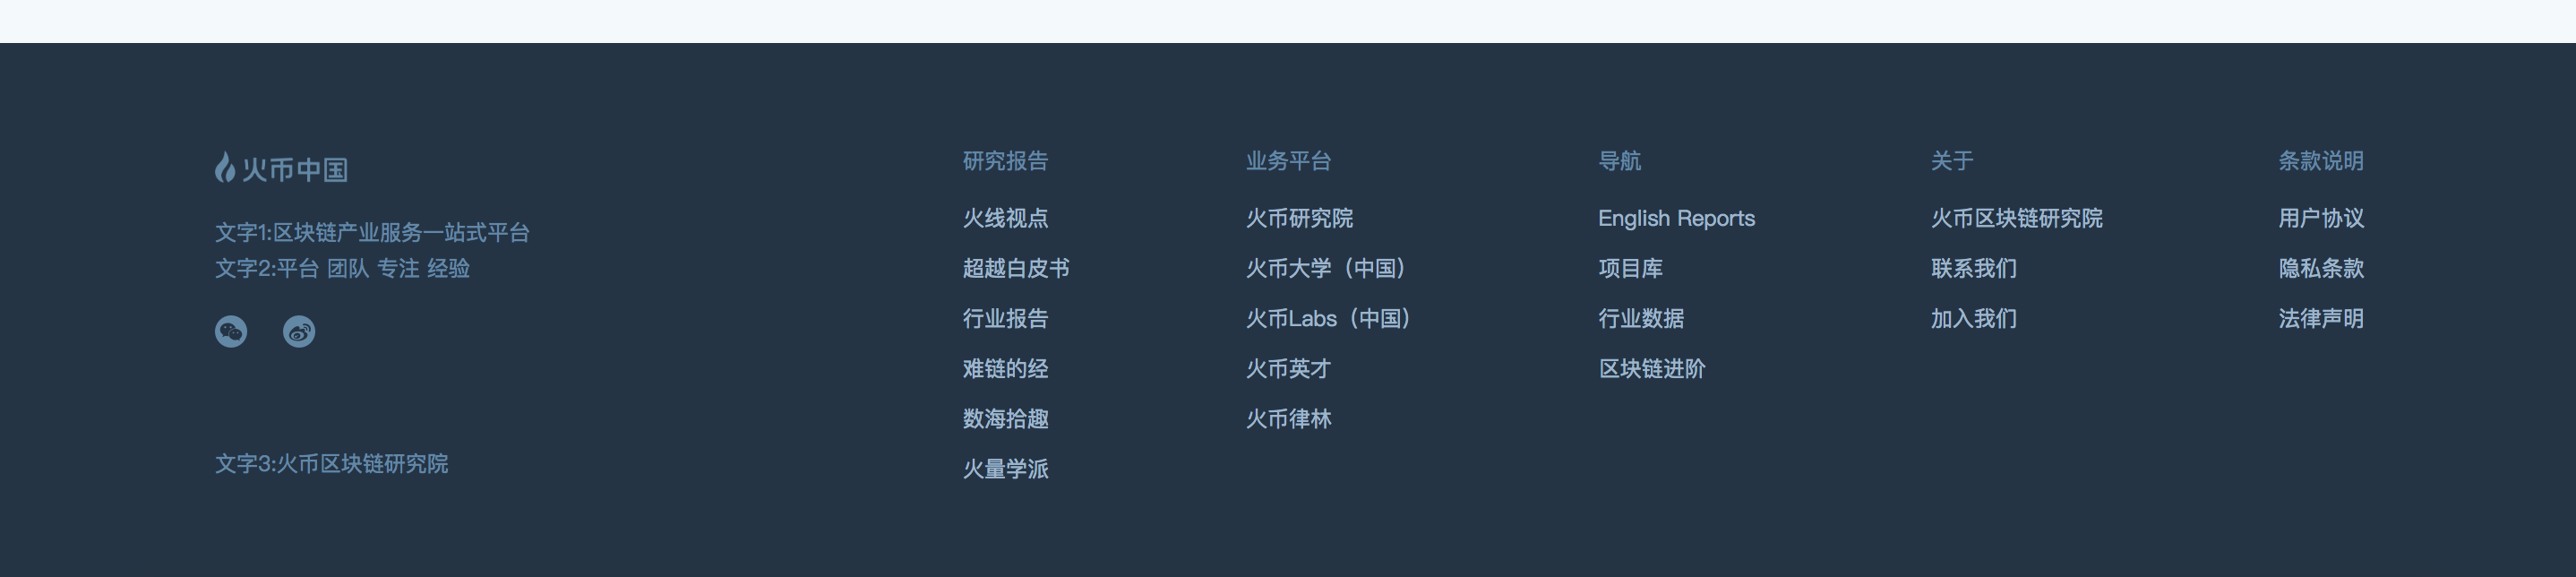 火币中国
文字1:区块链产业服务一站式平台
文字2:平台 团队 专注 经验
文字3:火币区块链研究院
研究报告
火线视点
超越白皮书
行业报告
难链的经
数海拾趣
火量学派
业务平台
火币研究院
火币大学（中国）
火币Labs（中国）
火币英才
火币律林
导航
English Reports
项目库
行业数据
区块链进阶
关于
火币区块链研究院
联系我们
加入我们
条款说明
用户协议
隐私条款
法律声明